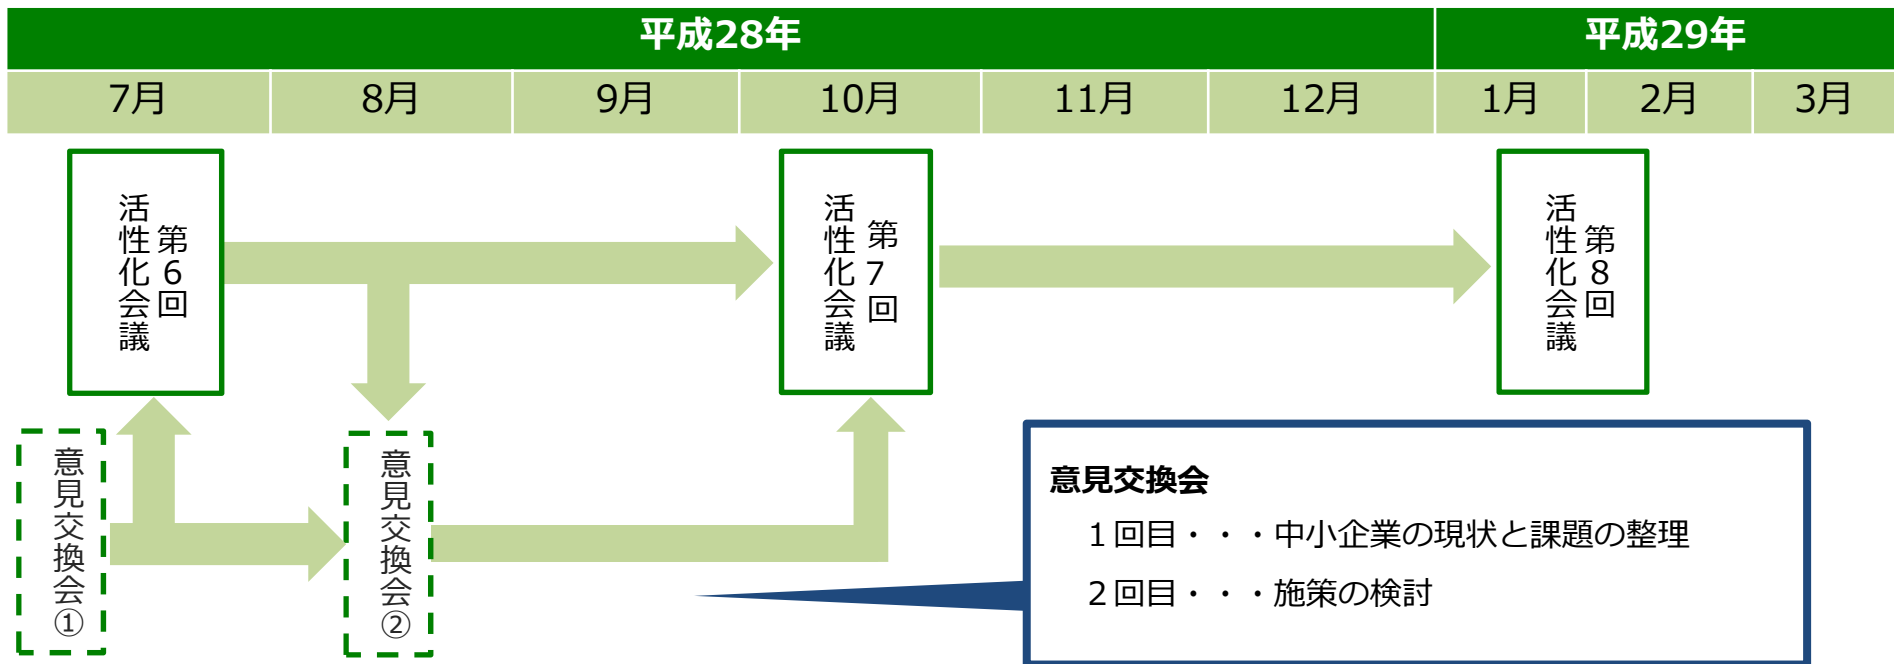 平成28年
平成29年
7月
8月
9月
10月
11月
12月
1月
2月
3月
第６回
活性化会議
第７回
活性化会議
第８回
活性化会議
意見交換会①
意見交換会②
意見交換会
１回目・・・中小企業の現状と課題の整理
２回目・・・施策の検討